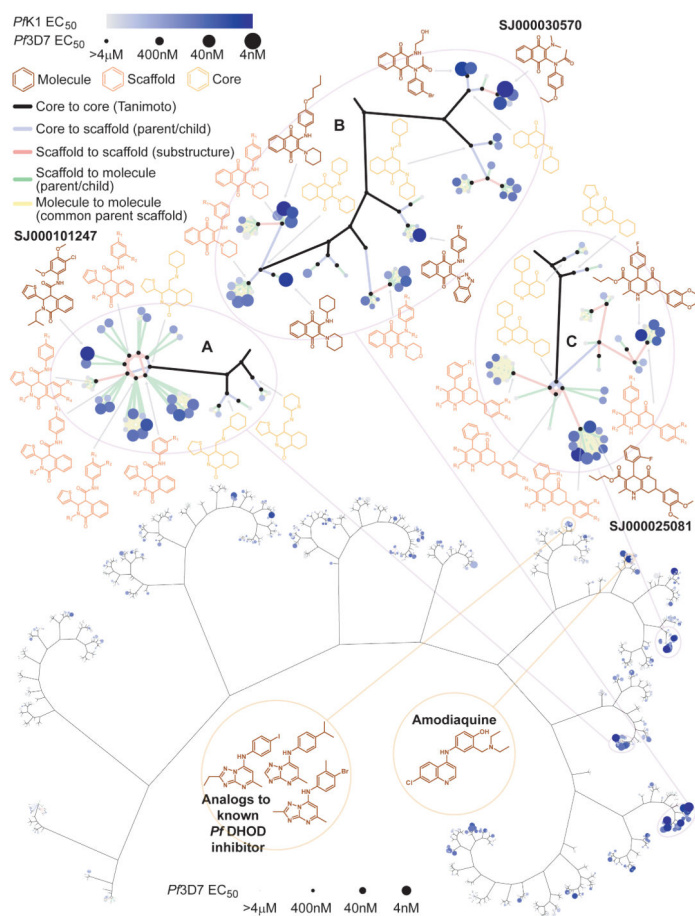 PfK1 EC50
Pf3D7 EC50
>4μM 400nM 40nM 4nM
Molecule Scaffold Core
Core to core (Tanimoto)
Core to scaffold (parent/child)
Scaffold to scaffold (substructure)
Scaffold to molecule
(parent/child)
Molecule to molecule
(common parent scaffold)
SJ000030570
B
SJ000101247
A
C
SJ000025081
Amodiaquine
Analogs to
known
Pf DHOD
inhibitor
Pf3D7 EC50
>4μM 400nM 40nM 4nM